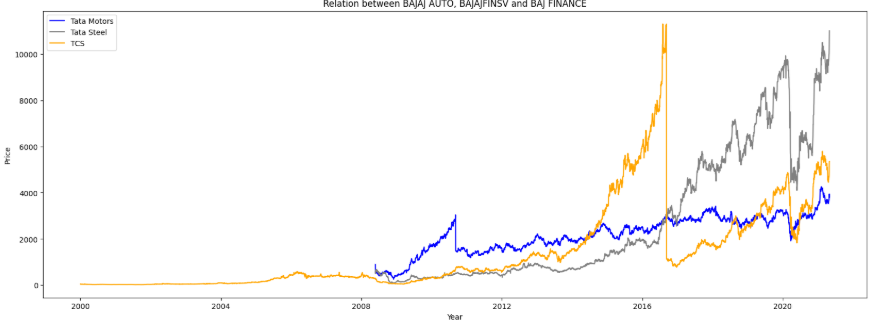 Relation between BAJAJ AUTO, BAJAJFINSV and BAJ FINANCE
Tata Motors
Tata Steel
TCS
10000
8000
6000
4000
2000
0
Price
2000 2004 2008 2012 2016 2020
Year